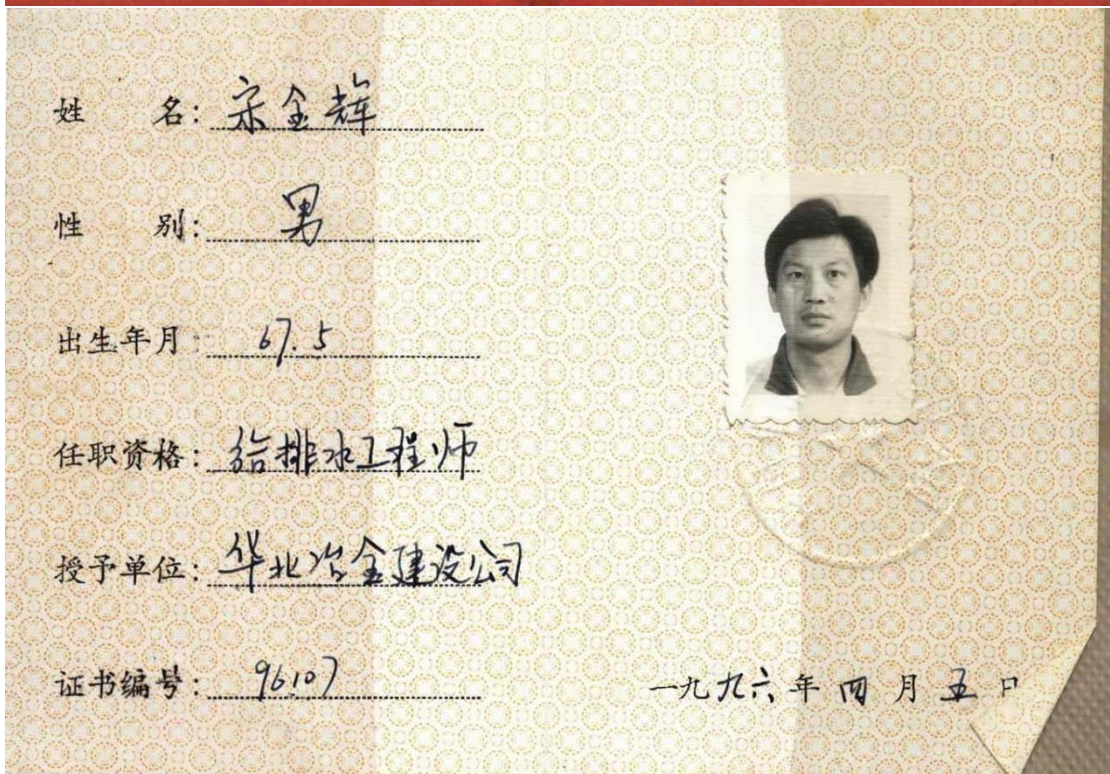 姓 名: 宋金辉
性 别: 男
出生年月: 67.5
任职资格: 给排水工程师
授予单位: 华北冶金建设公司
证书编号: 96107
一九九六年四月五日